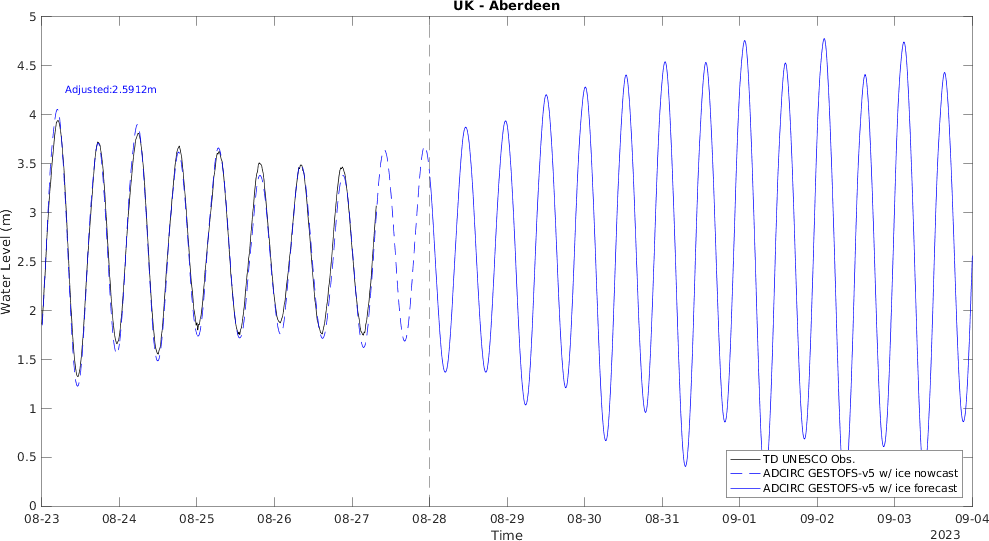 UK - Aberdeen
5
4.5
4
3.5
3
2.5
2
1.5
1
0.5
0
Water Level (m)
Adjusted:2.5912m
TD UNESCO Obs.
ADCIRC GESTOFS-v5 w/ ice nowcast
ADCIRC GESTOFS-v5 w/ ice forecast
08-23 08-24 08-25 08-26 08-27 08-28 08-29 08-30 08-31 09-01 09-02 09-03 09-04
Time
2023